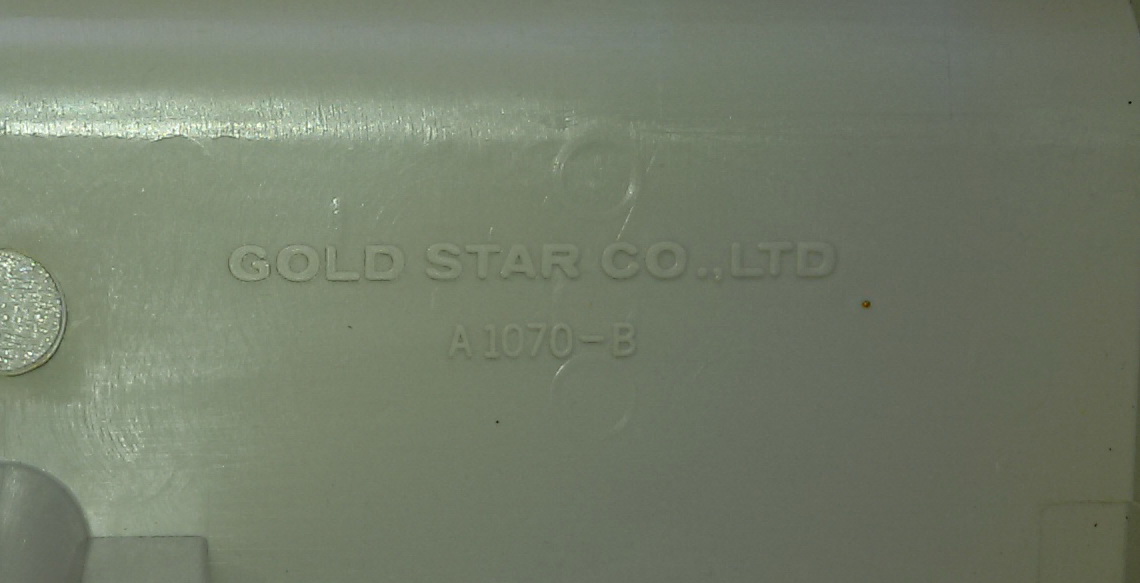 GOLD STAR CO., LTD
A1070-B